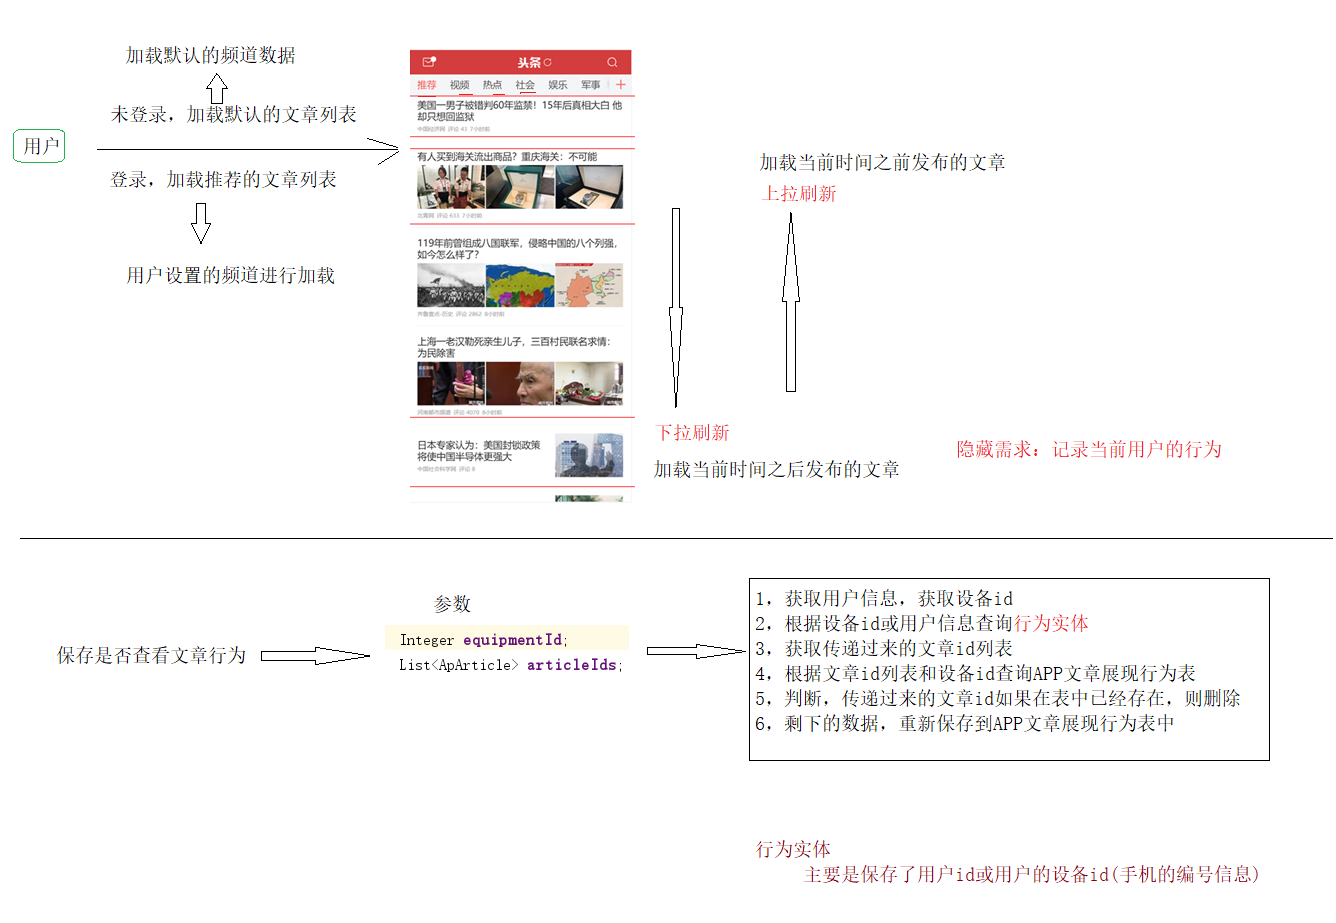 加载默认的频道数据
未登录，加载默认的文章列表
用户
登录，加载推荐的文章列表
用户设置的频道进行加载
头条
推荐 视频 热点 社会 娱乐 军事 +
美国一男子被错判60年监禁！15年后真相大白 他
却只想回监狱
中国经济网 评论 43 7小时前
有人买到海关流出商品？重庆海关：不可能
北青网 评论 633 7小时前
119年前曾组成八国联军，侵略中国的八个列强，
如今怎么样了？
齐鲁壹点-历史 评论 2862 8小时前
上海一老汉勒死亲生儿子，三百村民联名求情：
为民除害
河南都市频道 评论 4070 9小时前
日本专家认为：美国封锁政策
将使中国半导体更强大
中国社会科学网 评论 8
加载当前时间之前发布的文章
上拉刷新
下拉刷新
加载当前时间之后发布的文章
隐藏需求：记录当前用户的行为
保存是否查看文章行为
参数
Integer equipmentId;
List<ApArticle> articleIds;
1，获取用户信息，获取设备id
2，根据设备id或用户信息查询行为实体
3，获取传递过来的文章id列表
4，根据文章id列表和设备id查询APP文章展现行为表
5，判断，传递过来的文章id如果在表中已经存在，则删除
6，剩下的数据，重新保存到APP文章展现行为表中
行为实体
主要是保存了用户id或用户的设备id(手机的编号信息)